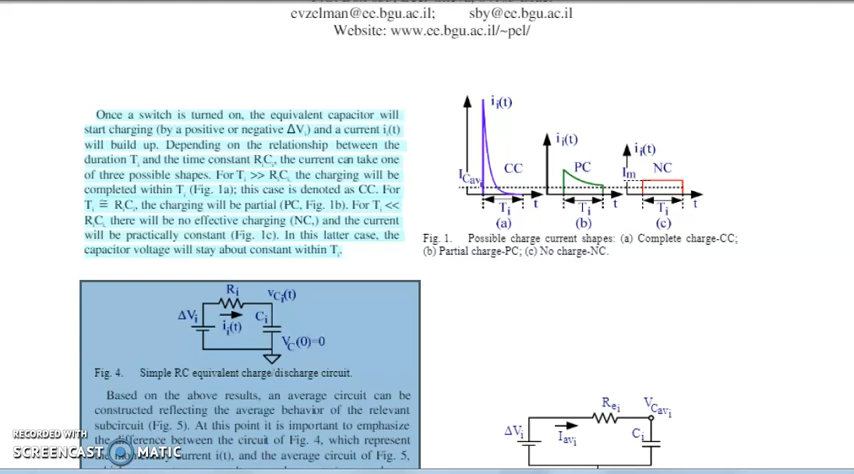 evzelman@ee.bgu.ac.il; sby@ee.bgu.ac.il
Website: www.ee.bgu.ac.il/~pel/
Once a switch is turned on, the equivalent capacitor will
start charging (by a positive or negative ΔVi) and a current ii(t)
will build up. Depending on the relationship between the
duration Ti and the time constant RiCi, the current can take one
of three possible shapes. For Ti >> RiCi the charging will be
completed within Ti (Fig. 1a); this case is denoted as CC. For
Ti ≅ RiCi, the charging will be partial (PC, Fig. 1b). For Ti <<
RiCi there will be no effective charging (NC,) and the current
will be practically constant (Fig. 1c). In this latter case, the
capacitor voltage will stay about constant within Ti.
ii(t)
CC
ICavi
Ti
t
(a)
ii(t)
PC
Ti
t
(b)
ii(t)
Im
NC
Ti
t
(c)
Fig. 1. Possible charge current shapes: (a) Complete charge-CC;
(b) Partial charge-PC; (c) No charge-NC.
Ri
vCi(t)
ΔVi
ii(t)
Ci
VC(0)=0
Fig. 4. Simple RC equivalent charge/discharge circuit.
Based on the above results, an average circuit can be
constructed reflecting the average behavior of the relevant
subcircuit (Fig. 5). At this point it is important to emphasize
the difference between the circuit of Fig. 4, which represent
the momentary current i(t), and the average circuit of Fig. 5,
Rei
VCavi
ΔVi
Iavi
Ci
RECORDED WITH
SCREENCAST MATIC